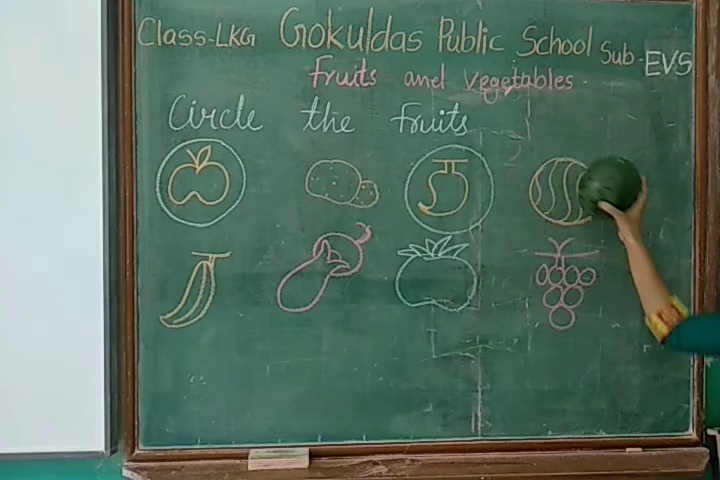 Class-LKG Gokuldas Public School Sub-EVS
Fruits and Vegetables
Circle the fruits